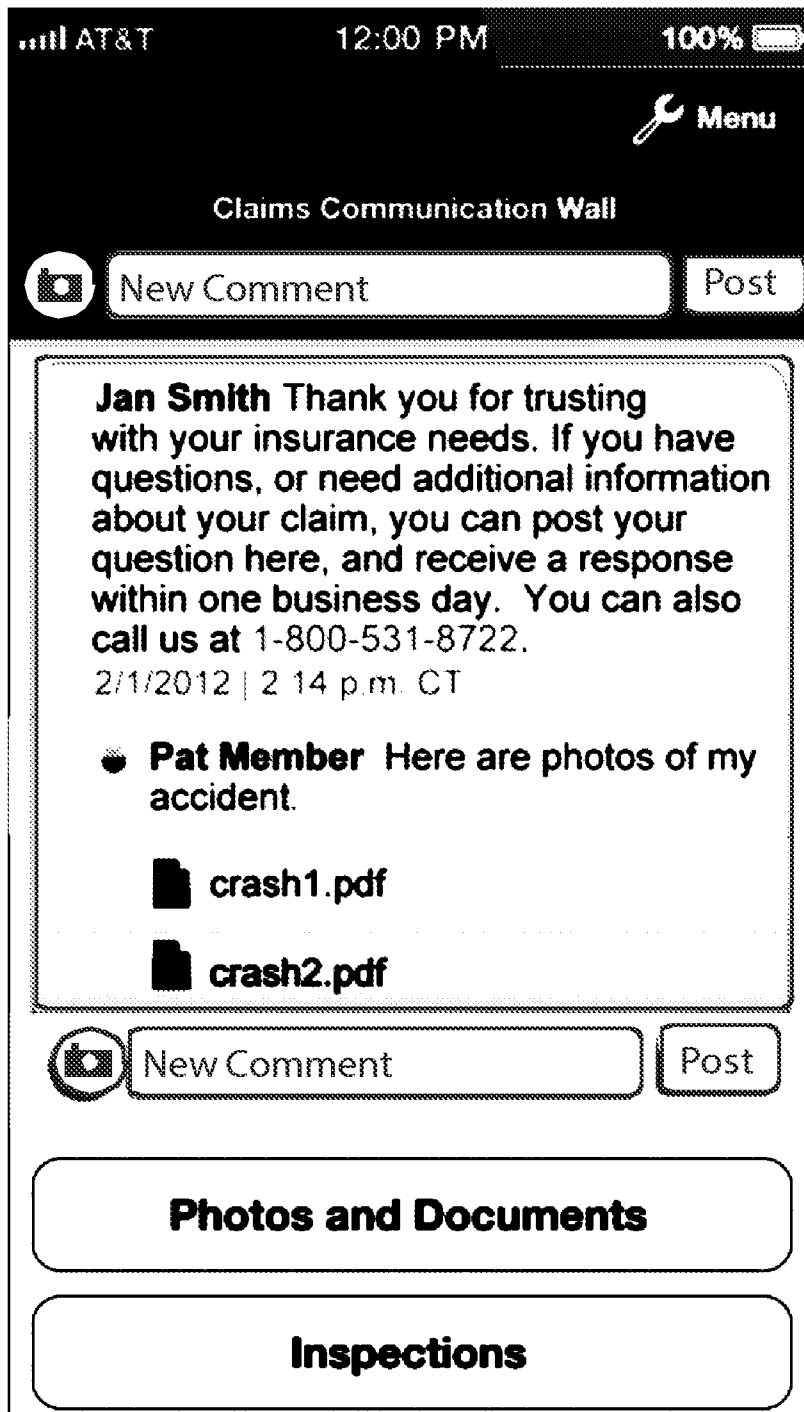 AT&T 12:00 PM 100%
Menu
Claims Communication Wall
New Comment Post
Jan Smith Thank you for trusting
with your insurance needs. If you have
questions, or need additional information
about your claim, you can post your
question here, and receive a response
within one business day. You can also
call us at 1-800-531-8722.
2/1/2012 | 2 14 p.m. CT
Pat Member Here are photos of my
accident.
crash1.pdf
crash2.pdf
New Comment Post
Photos and Documents
Inspections